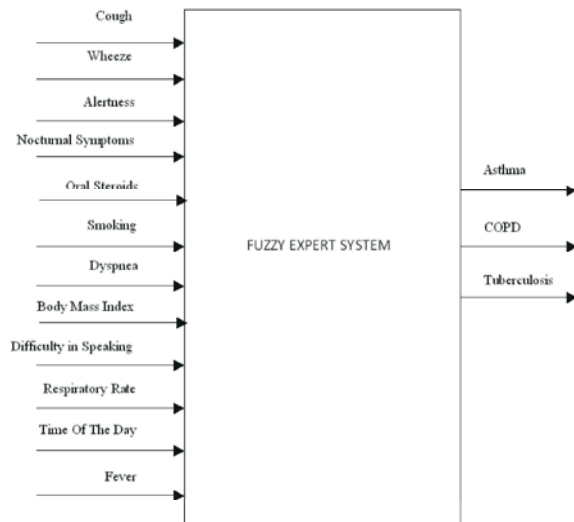 Cough
Wheeze
Alertness
Nocturnal Symptoms
Oral Steroids
Smoking
Dyspnea
Body Mass Index
Difficulty in Speaking
Respiratory Rate
Time Of The Day
Fever
FUZZY EXPERT SYSTEM
Asthma
COPD
Tuberculosis